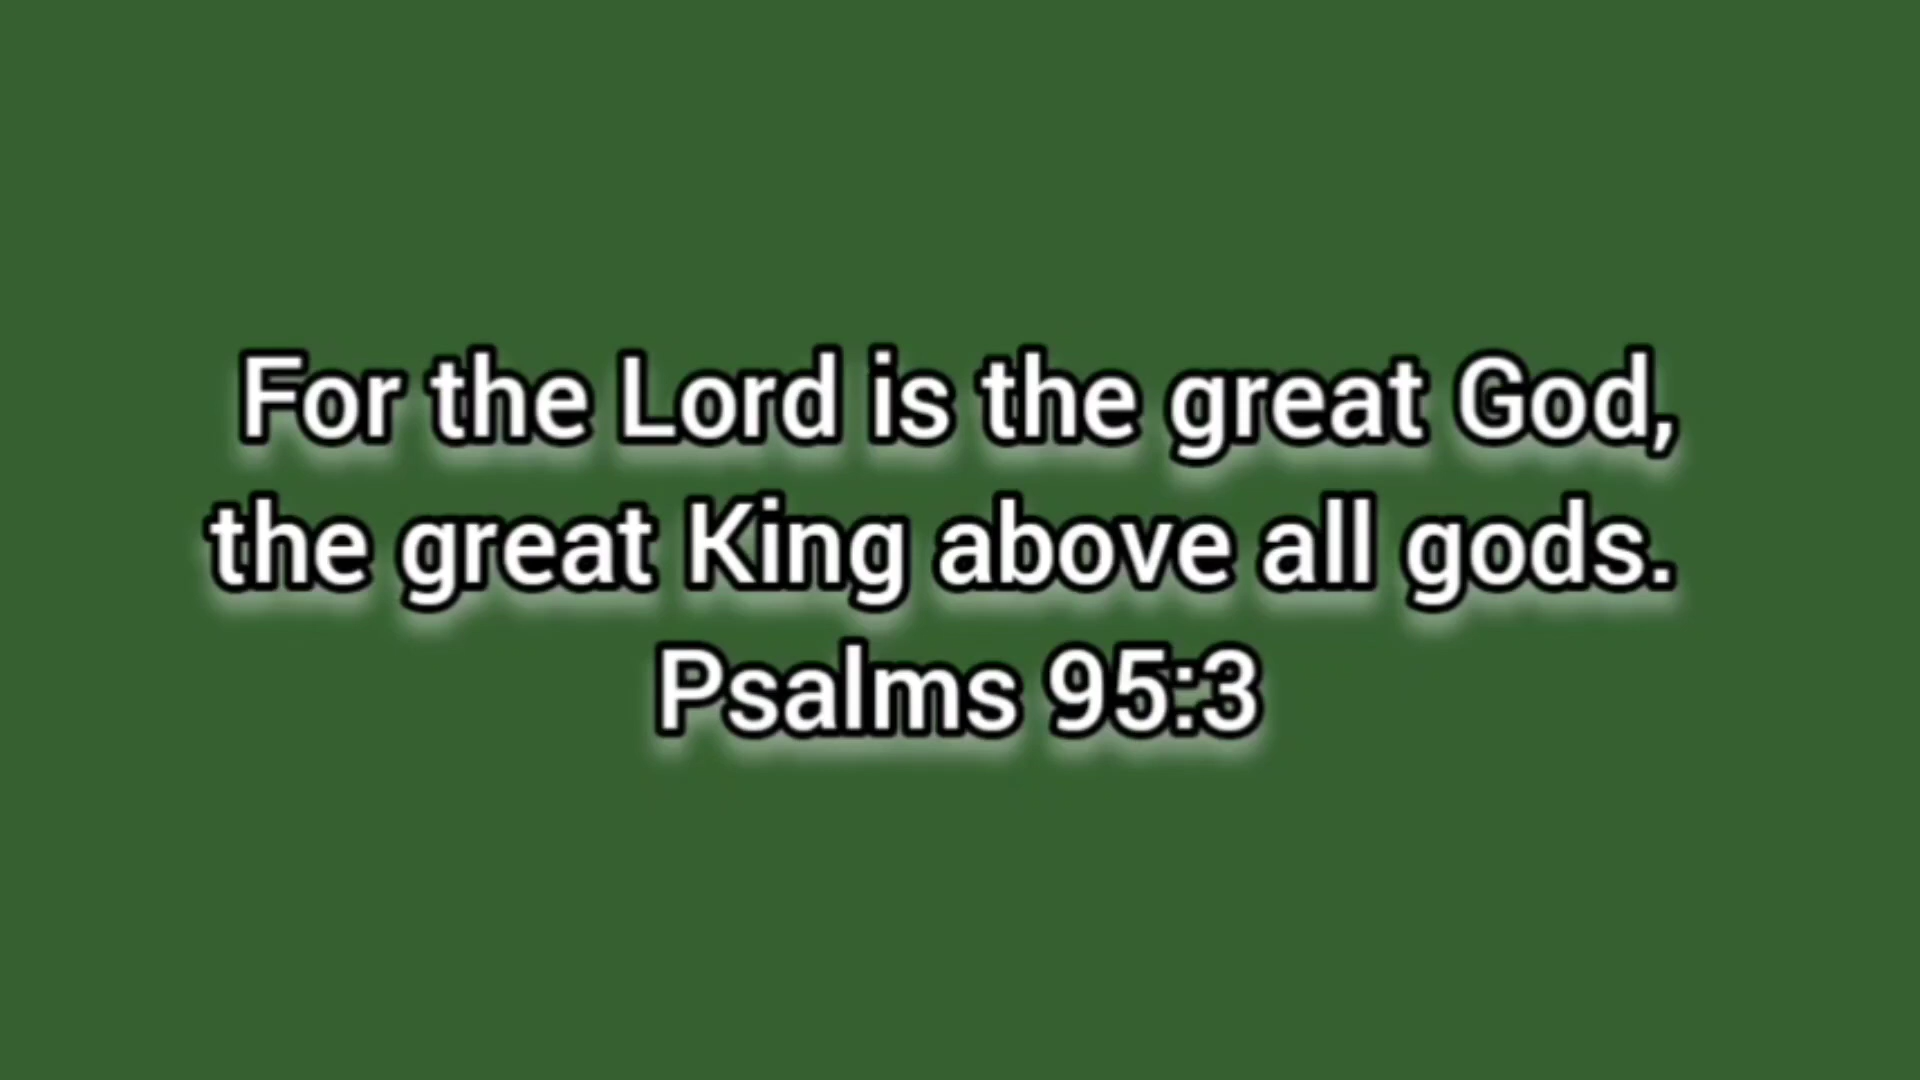 For the Lord is the great God,
the great King above all gods.
Psalms 95:3